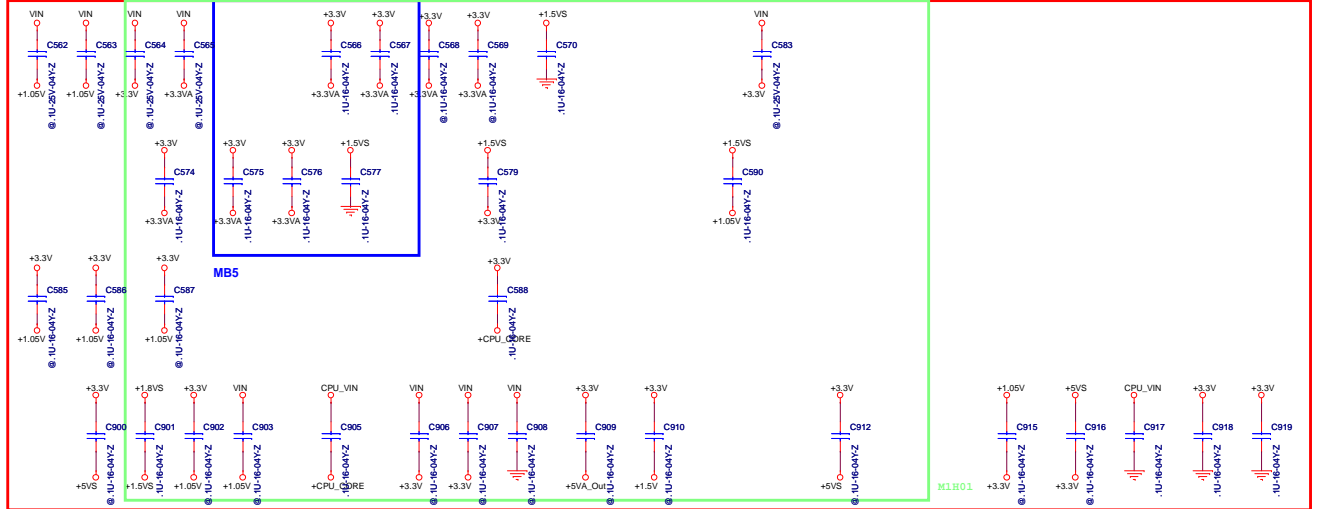 VIN VIN VIN VIN +3.3V +3.3V +3.3V +3.3V +1.5VS VIN
C562 C563 C564 C565 C566 C567 C568 C569 C570 C583
@.1U-25V-04Y-Z @.1U-25V-04Y-Z @.1U-25V-04Y-Z @.1U-25V-04Y-Z .1U-16-04Y-Z .1U-16-04Y-Z @.1U-16-04Y-Z @.1U-16-04Y-Z .1U-16-04Y-Z @.1U-25V-04Y-Z
+1.05V +1.05V +3.3V +3.3VA +3.3VA +3.3VA +3.3VA +3.3VA +3.3V
+3.3V +3.3V +3.3V +1.5VS +1.5VS +1.5VS
C574 C575 C576 C577 C579 C590
.1U-16-04Y-Z .1U-16-04Y-Z .1U-16-04Y-Z .1U-16-04Y-Z @.1U-16-04Y-Z .1U-16-04Y-Z
+3.3VA +3.3VA +3.3VA +3.3V +1.05V
MB5
+3.3V +3.3V +3.3V +3.3V
C585 C586 C587 C588
@.1U-16-04Y-Z @.1U-16-04Y-Z @.1U-16-04Y-Z .1U-16-04Y-Z
+1.05V +1.05V +1.05V +CPU_CORE
+3.3V +1.8VS +3.3V VIN CPU_VIN VIN VIN VIN +3.3V +3.3V +3.3V +1.05V +5VS CPU_VIN +3.3V +3.3V
C900 C901 C902 C903 C905 C906 C907 C908 C909 C910 C912 C915 C916 C917 C918 C919
@.1U-16-04Y-Z .1U-16-04Y-Z @.1U-16-04Y-Z @.1U-16-04Y-Z .1U-16-04Y-Z @.1U-16-04Y-Z @.1U-16-04Y-Z @.1U-16-04Y-Z @.1U-16-04Y-Z .1U-16-04Y-Z @.1U-16-04Y-Z .1U-16-04Y-Z @.1U-16-04Y-Z .1U-16-04Y-Z @.1U-16-04Y-Z @.1U-16-04Y-Z
+5VS +1.5VS +1.05V +1.05V +CPU_CORE +3.3V +3.3V +5VA_Out +1.5V +5VS +3.3V +3.3V
M1H01